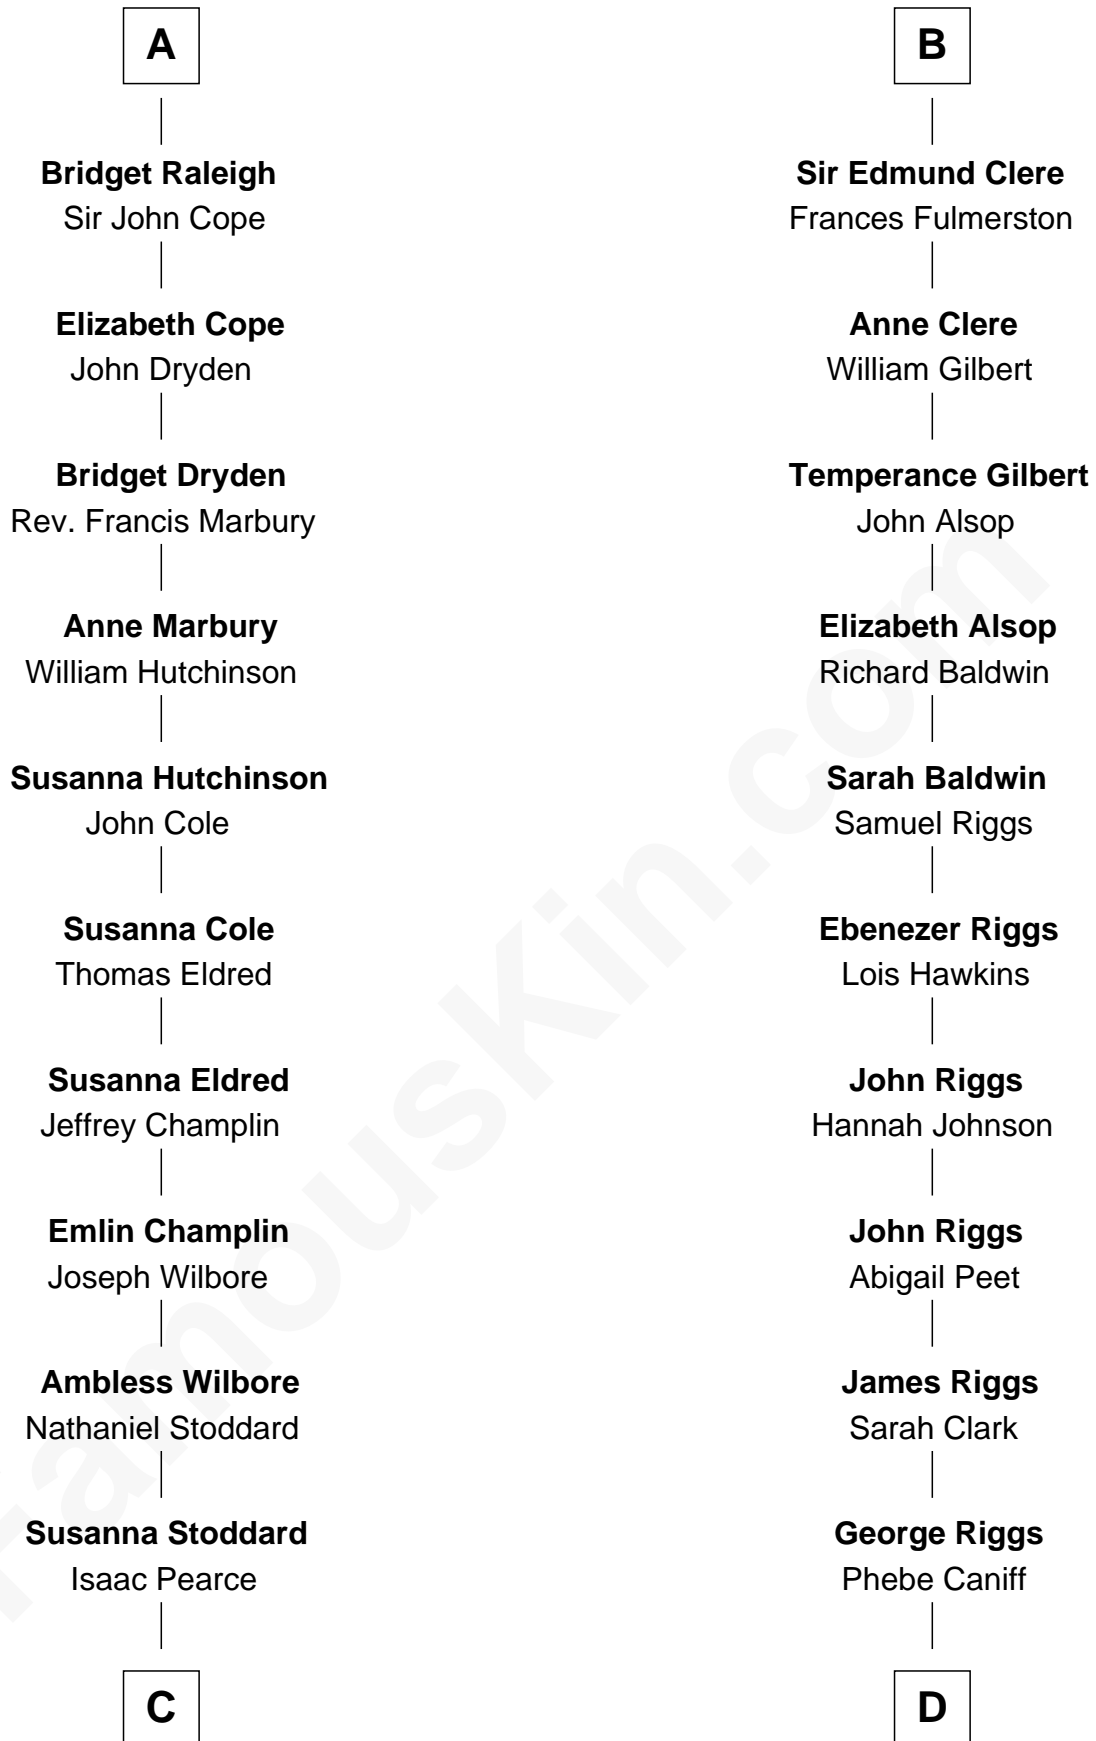 A
Bridget Raleigh
Sir John Cope
Elizabeth Cope
John Dryden
Bridget Dryden
Rev. Francis Marbury
Anne Marbury
William Hutchinson
Susanna Hutchinson
John Cole
Susanna Cole
Thomas Eldred
Susanna Eldred
Jeffrey Champlin
Emlin Champlin
Joseph Wilbore
Ambless Wilbore
Nathaniel Stoddard
Susanna Stoddard
Isaac Pearce
C
B
Sir Edmund Clere
Frances Fulmerston
Anne Clere
William Gilbert
Temperance Gilbert
John Alsop
Elizabeth Alsop
Richard Baldwin
Sarah Baldwin
Samuel Riggs
Ebenezer Riggs
Lois Hawkins
John Riggs
Hannah Johnson
John Riggs
Abigail Peet
James Riggs
Sarah Clark
George Riggs
Phebe Caniff
D
FamousKin.com